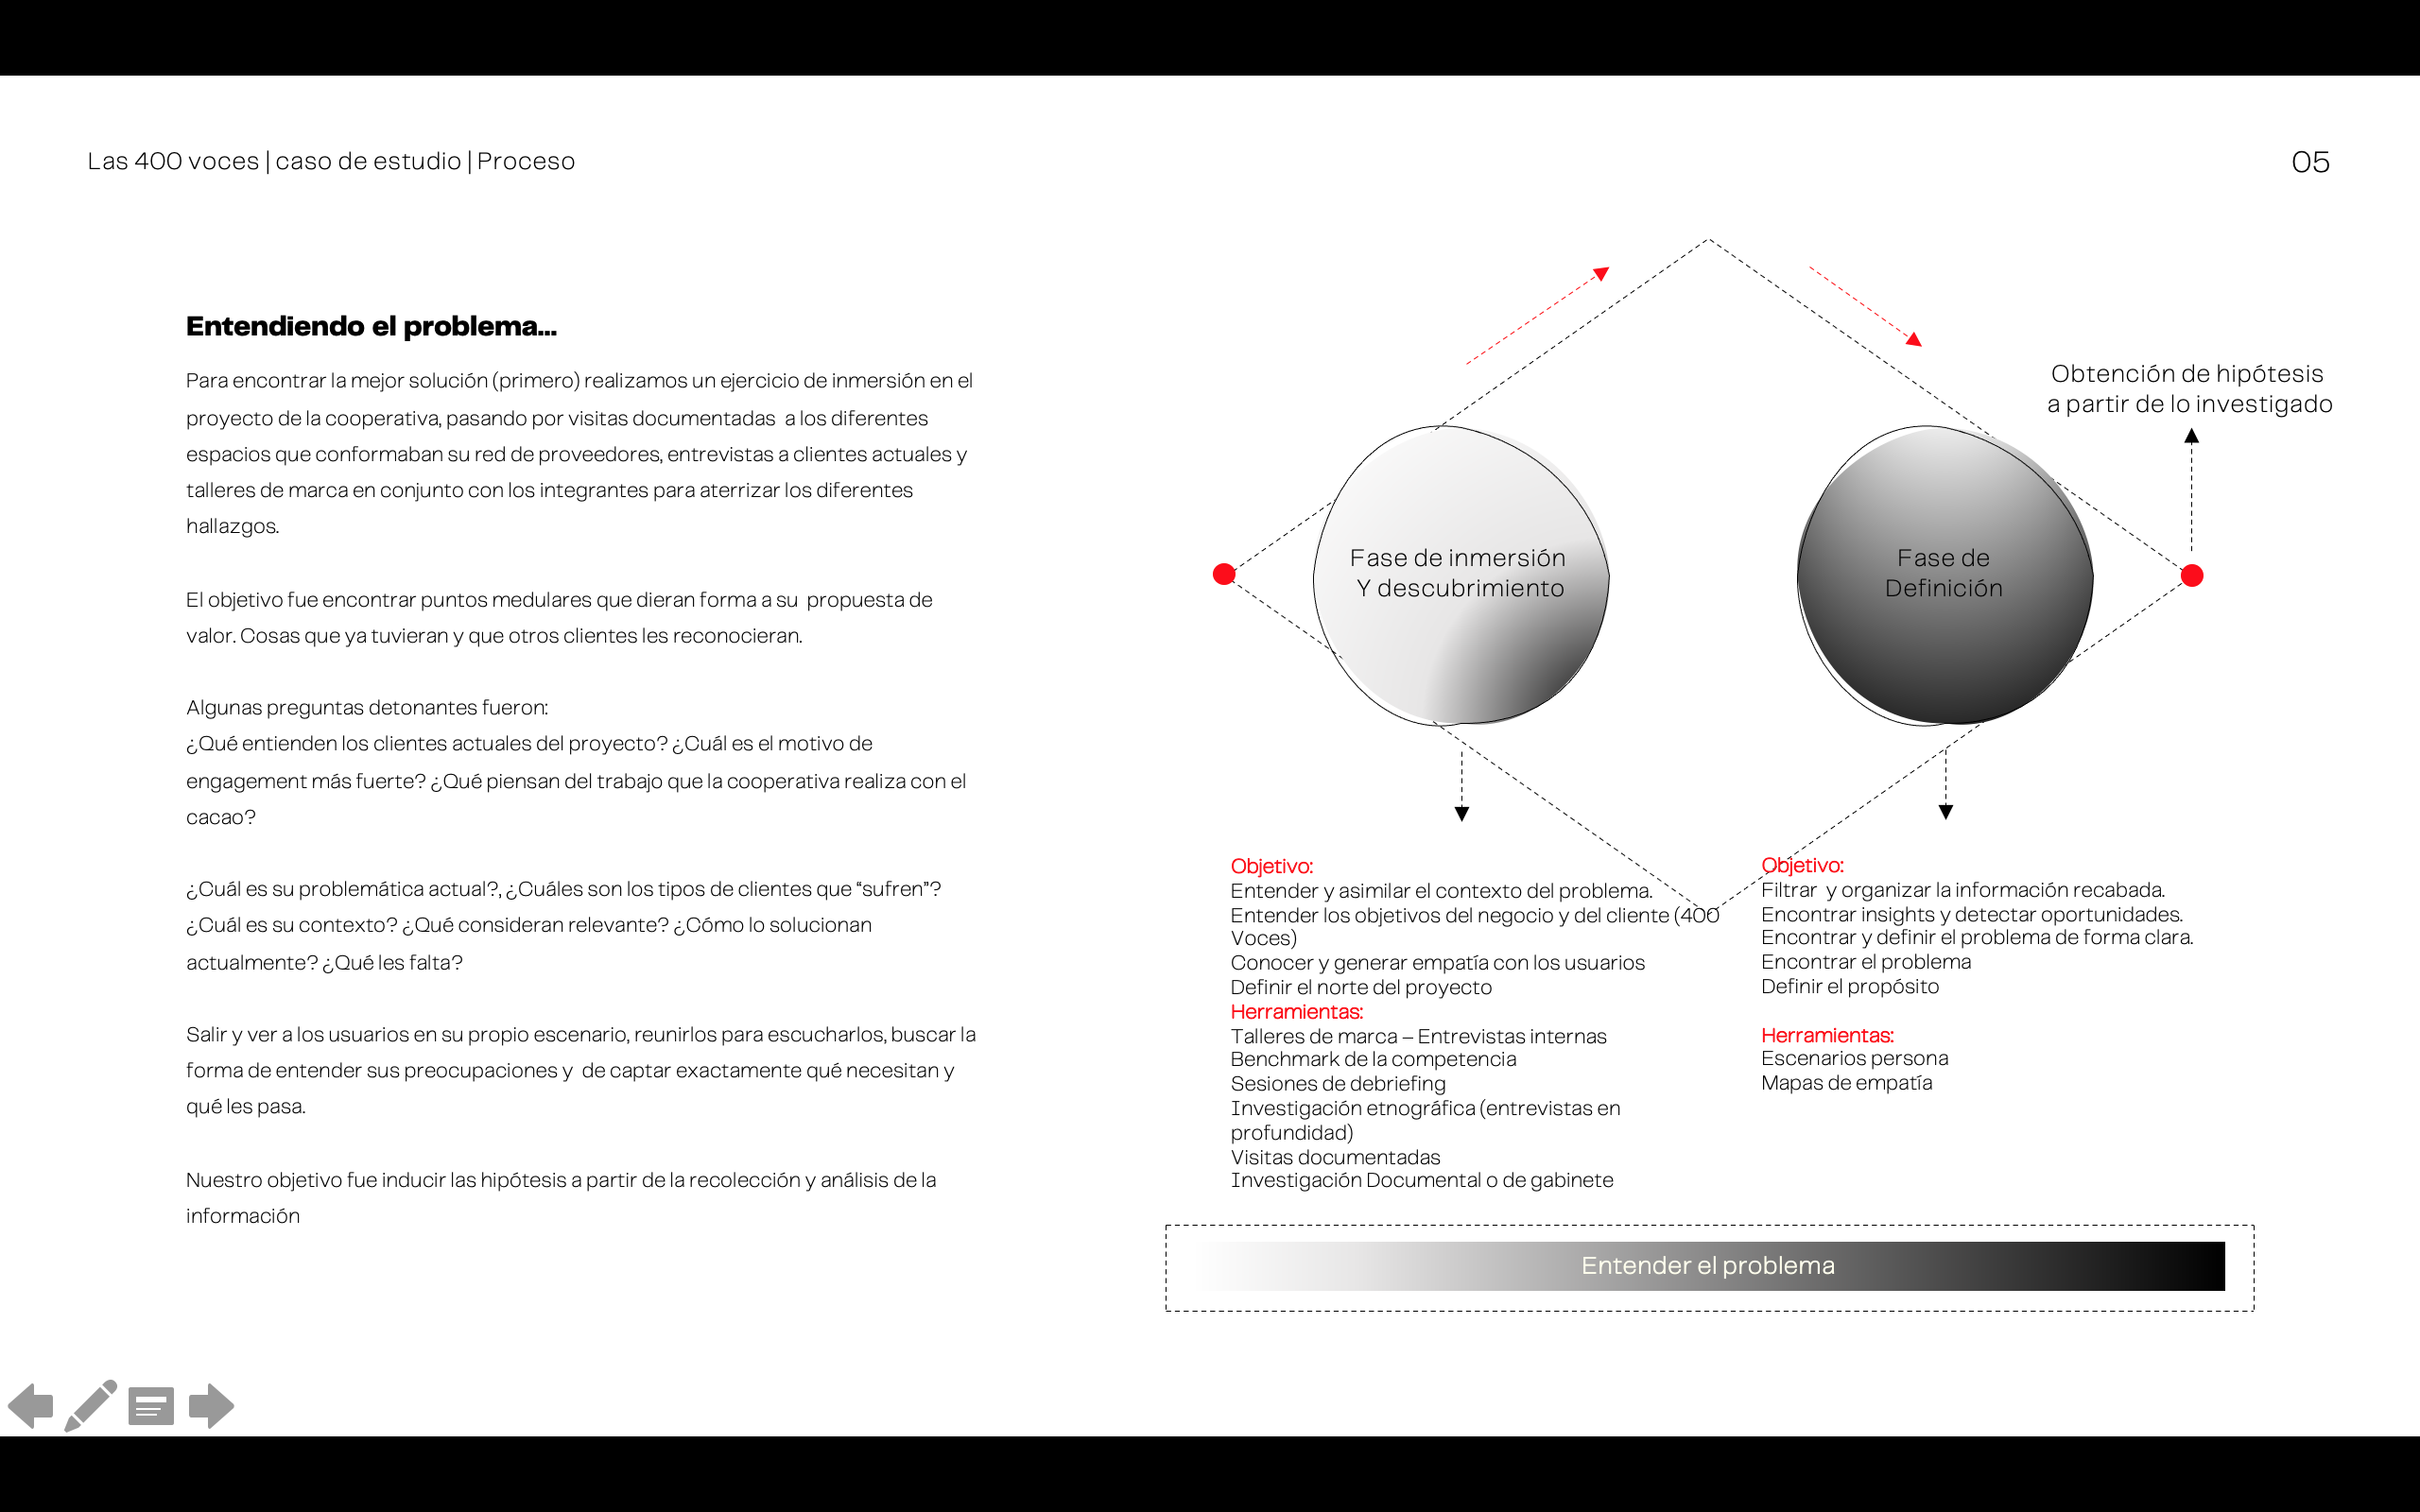 Las 400 voces | caso de estudio | Proceso
05
Entendiendo el problema...
Para encontrar la mejor solución (primero) realizamos un ejercicio de inmersión en el
proyecto de la cooperativa, pasando por visitas documentadas  a los diferentes
espacios que conformaban su red de proveedores, entrevistas a clientes actuales y
talleres de marca en conjunto con los integrantes para aterrizar los diferentes
hallazgos.
El objetivo fue encontrar puntos medulares que dieran forma a su  propuesta de
valor. Cosas que ya tuvieran y que otros clientes les reconocieran.
Algunas preguntas detonantes fueron:
¿Qué entienden los clientes actuales del proyecto? ¿Cuál es el motivo de
engagement más fuerte? ¿Qué piensan del trabajo que la cooperativa realiza con el
cacao?
¿Cuál es su problemática actual?, ¿Cuáles son los tipos de clientes que “sufren”?
¿Cuál es su contexto? ¿Qué consideran relevante? ¿Cómo lo solucionan
actualmente? ¿Qué les falta?
Salir y ver a los usuarios en su propio escenario, reunirlos para escucharlos, buscar la
forma de entender sus preocupaciones y  de captar exactamente qué necesitan y
qué les pasa.
Nuestro objetivo fue inducir las hipótesis a partir de la recolección y análisis de la
información
Obtención de hipótesis
a partir de lo investigado
Fase de inmersión
Y descubrimiento
Fase de
Definición
Objetivo:
Entender y asimilar el contexto del problema.
Entender los objetivos del negocio y del cliente (400
Voces)
Conocer y generar empatía con los usuarios
Definir el norte del proyecto
Herramientas:
Talleres de marca – Entrevistas internas
Benchmark de la competencia
Sesiones de debriefing
Investigación etnográfica (entrevistas en
profundidad)
Visitas documentadas
Investigación Documental o de gabinete
Objetivo:
Filtrar  y organizar la información recabada.
Encontrar insights y detectar oportunidades.
Encontrar y definir el problema de forma clara.
Encontrar el problema
Definir el propósito
Herramientas:
Escenarios persona
Mapas de empatía
Entender el problema